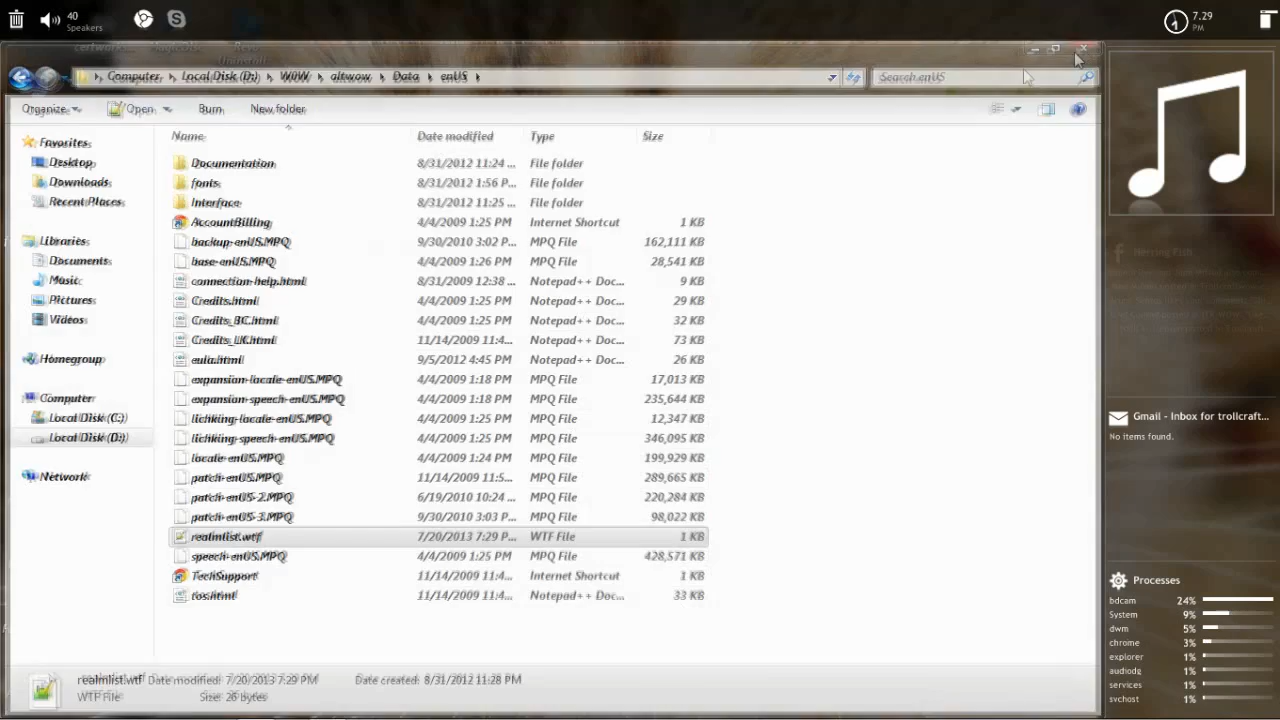 40
Speakers
7.29
PM
Computer Local Disk (D:) W0W altwow Data enUS
Search enUS
Organize Open Burn New folder
Name Date modified Type Size
Favorites
Desktop
Downloads
Recent Places
Libraries
Documents
Music
Pictures
Videos
Homegroup
Computer
Local Disk (C:)
Local Disk (D:)
Network
Documentation 8/31/2012 11:24 ... File folder
fonts 8/31/2012 1:56 P... File folder
Interface 8/31/2012 11:25 ... File folder
AccountBilling 4/4/2009 1:25 PM Internet Shortcut 1 KB
backup-enUS.MPQ 9/30/2010 3:02 P... MPQ File 162,111 KB
base-enUS.MPQ 4/4/2009 1:26 PM MPQ File 28,541 KB
connection-help.html 8/31/2009 12:38 ... Notepad++ Doc... 9 KB
Credits.html 4/4/2009 1:25 PM Notepad++ Doc... 29 KB
Credits_BC.html 4/4/2009 1:25 PM Notepad++ Doc... 32 KB
Credits_LK.html 11/14/2009 11:4... Notepad++ Doc... 73 KB
eula.html 9/5/2012 4:45 PM Notepad++ Doc... 26 KB
expansion-locale-enUS.MPQ 4/4/2009 1:18 PM MPQ File 17,013 KB
expansion-speech-enUS.MPQ 4/4/2009 1:18 PM MPQ File 235,644 KB
lichking-locale-enUS.MPQ 4/4/2009 1:25 PM MPQ File 12,347 KB
lichking-speech-enUS.MPQ 4/4/2009 1:25 PM MPQ File 346,095 KB
locale-enUS.MPQ 4/4/2009 1:24 PM MPQ File 199,929 KB
patch-enUS.MPQ 11/14/2009 11:5... MPQ File 289,665 KB
patch-enUS-2.MPQ 6/19/2010 10:24 ... MPQ File 220,284 KB
patch-enUS-3.MPQ 9/30/2010 3:03 P... MPQ File 98,022 KB
realmlist.wtf 7/20/2013 7:29 P... WTF File 1 KB
speech-enUS.MPQ 4/4/2009 1:25 PM MPQ File 428,571 KB
TechSupport 11/14/2009 11:4... Internet Shortcut 1 KB
tos.html 11/14/2009 11:4... Notepad++ Doc... 33 KB
realmlist.wtf Date modified: 7/20/2013 7:29 PM Date created: 8/31/2012 11:28 PM
WTF File Size: 26 bytes
Gmail - Inbox for trollcraft...
No items found.
Processes
bdcam 24%
System 9%
dwm 5%
chrome 3%
explorer 1%
audiodg 1%
services 1%
svchost 1%